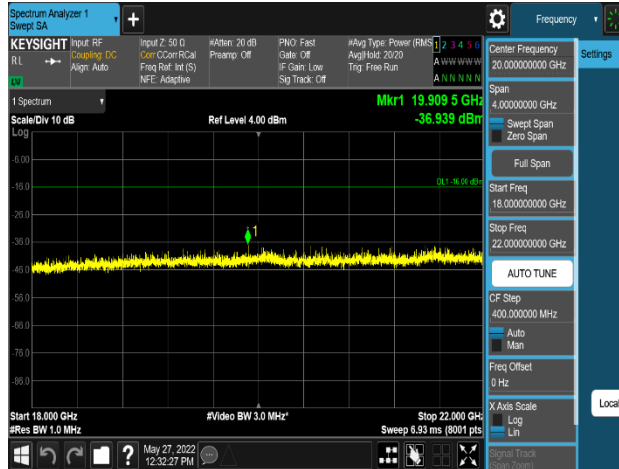 Spectrum Analyzer 1
Swept SA
Frequency
KEYSIGHT
Input: RF
Coupling: DC
Align: Auto
Input Z: 50 Ω
Corr CCorr RCal
Freq Ref: Int (S)
NFE: Adaptive
#Atten: 20 dB
Preamp: Off
PNO: Fast
Gate: Off
IF Gain: Low
Sig Track: Off
#Avg Type: Power (RMS
Avg|Hold: 20/20
Trig: Free Run
1 2 3 4 5 6
A W W W W W
A N N N N N
R L
1 Spectrum
Mkr1 19.909 5 GHz
Scale/Div 10 dB
Ref Level 4.00 dBm
-36.939 dBm
Log
-6.00
-16.0
-26.0
-36.0
-46.0
-56.0
-66.0
-76.0
-86.0
DL1 -16.00 dBm
1
Start 18.000 GHz
#Video BW 3.0 MHz*
Stop 22.000 GHz
#Res BW 1.0 MHz
Sweep 6.93 ms (8001 pts
May 27, 2022
12:32:27 PM
Center Frequency
20.000000000 GHz
Settings
Span
4.00000000 GHz
Swept Span
Zero Span
Full Span
Start Freq
18.000000000 GHz
Stop Freq
22.000000000 GHz
AUTO TUNE
CF Step
400.000000 MHz
Auto
Man
Freq Offset
0 Hz
X Axis Scale
Log
Lin
Local
Signal Track
(Span Zoom)